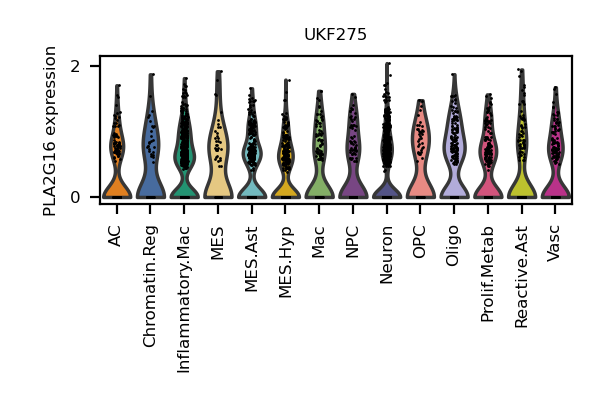 UKF275
PLA2G16 expression
2
0
AC
Chromatin.Reg
Inflammatory.Mac
MES
MES.Ast
MES.Hyp
Mac
NPC
Neuron
OPC
Oligo
Prolif.Metab
Reactive.Ast
Vasc